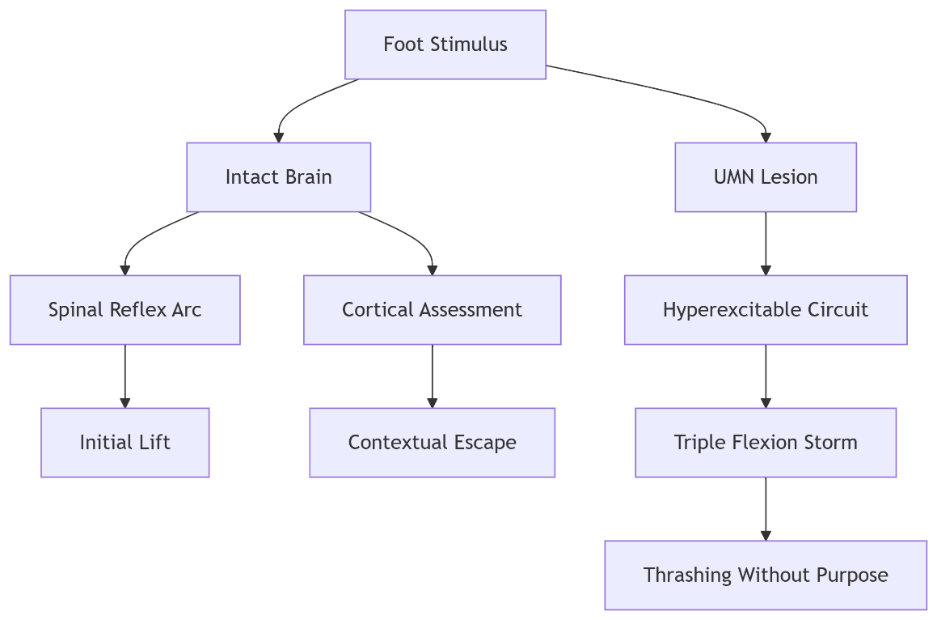 Foot Stimulus
Intact Brain
UMN Lesion
Spinal Reflex Arc
Cortical Assessment
Hyperexcitable Circuit
Initial Lift
Contextual Escape
Triple Flexion Storm
Thrashing Without Purpose